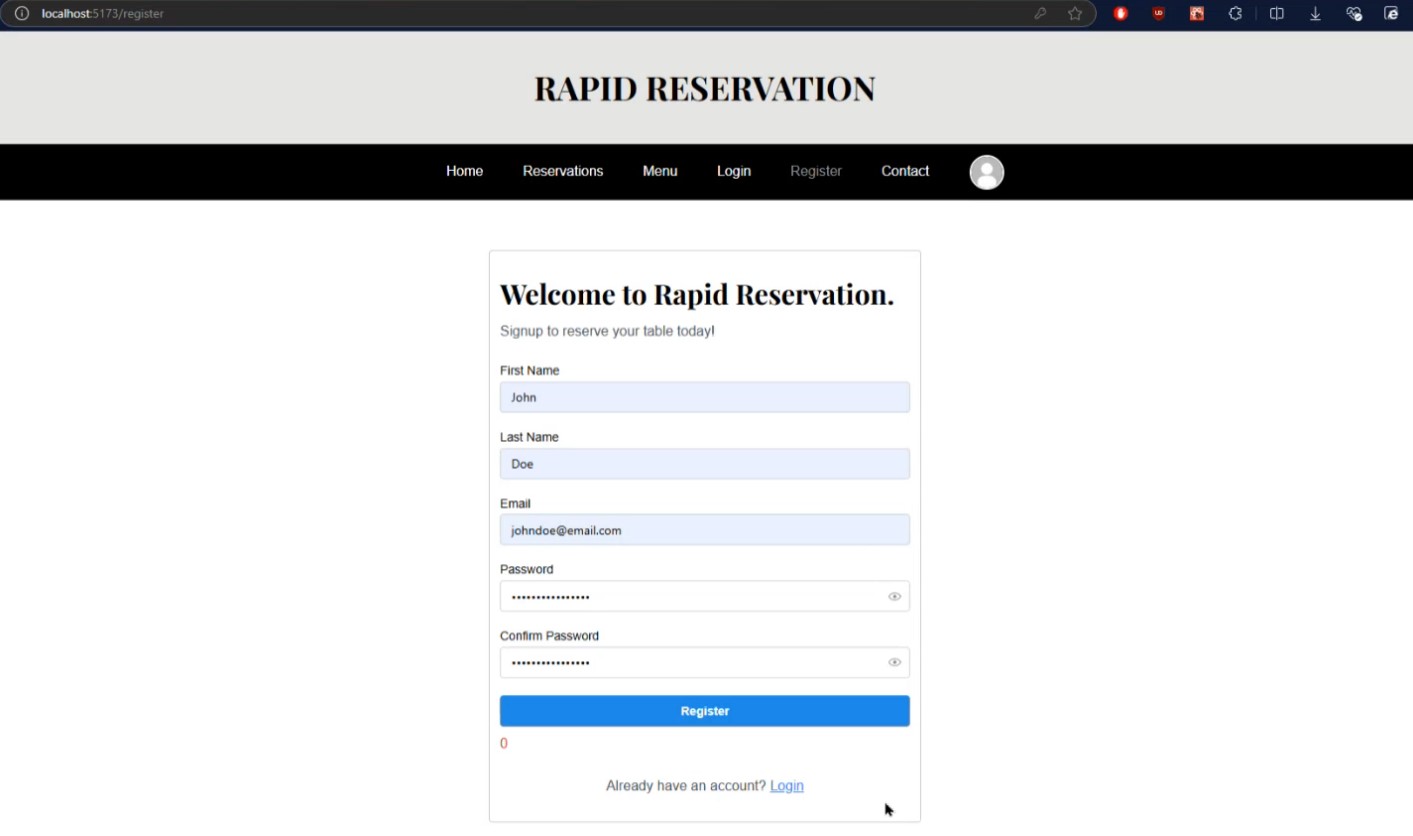 localhost:5173/register
RAPID RESERVATION
Home Reservations Menu Login Register Contact
Welcome to Rapid Reservation.
Signup to reserve your table today!
First Name
John
Last Name
Doe
Email
johndoe@email.com
Password
••••••••••••••••
Confirm Password
••••••••••••••••
Register
0
Already have an account? Login